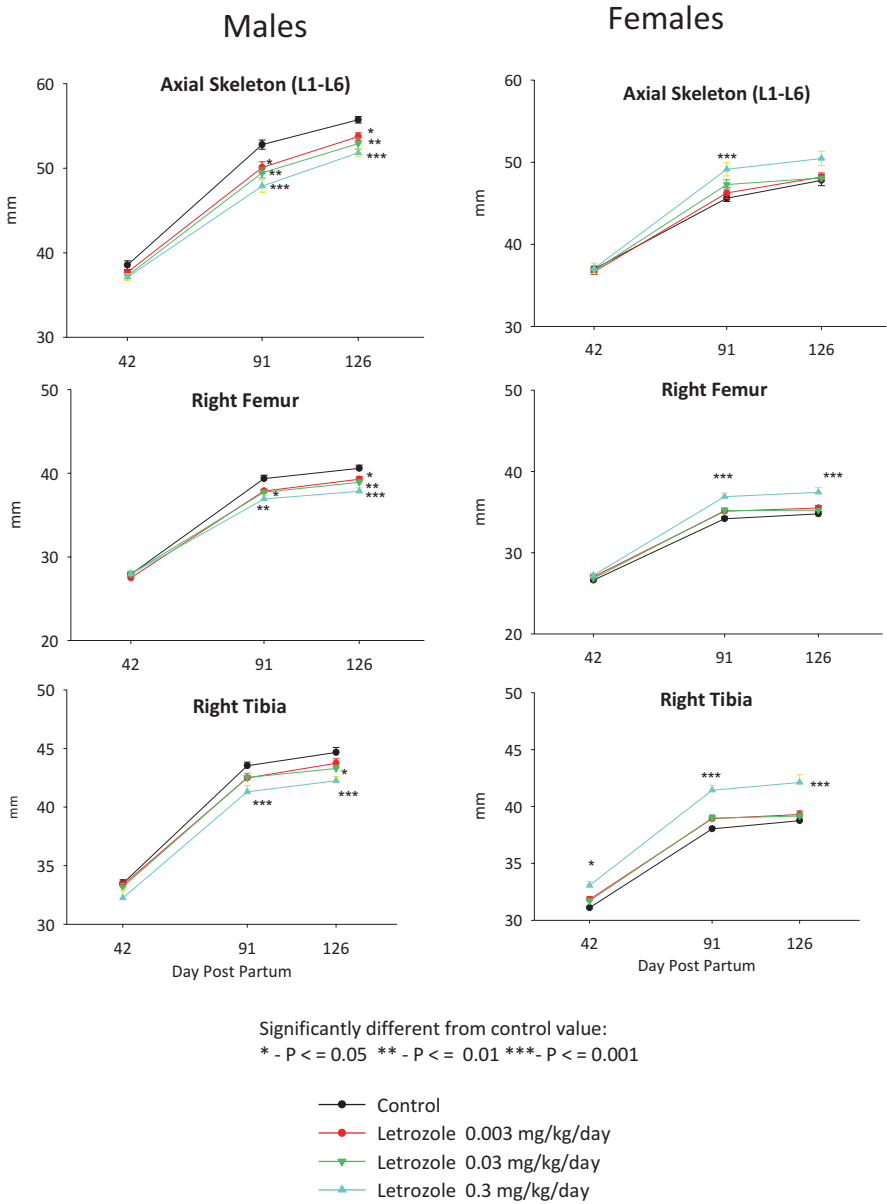 Males
Females
Axial Skeleton (L1-L6)
60
50
40
30
mm
*
**
***
*
**
***
42
91
126
Axial Skeleton (L1-L6)
60
50
40
30
mm
***
42
91
126
Right Femur
50
40
30
20
mm
*
**
*
**
***
42
91
126
Right Femur
50
40
30
20
mm
***
***
42
91
126
Right Tibia
50
45
40
35
30
mm
***
*
***
42
91
126
Day Post Partum
Right Tibia
50
45
40
35
30
mm
*
***
***
42
91
126
Day Post Partum
Significantly different from control value:
* - P < = 0.05 ** - P < = 0.01 ***- P < = 0.001
Control
Letrozole 0.003 mg/kg/day
Letrozole 0.03 mg/kg/day
Letrozole 0.3 mg/kg/day